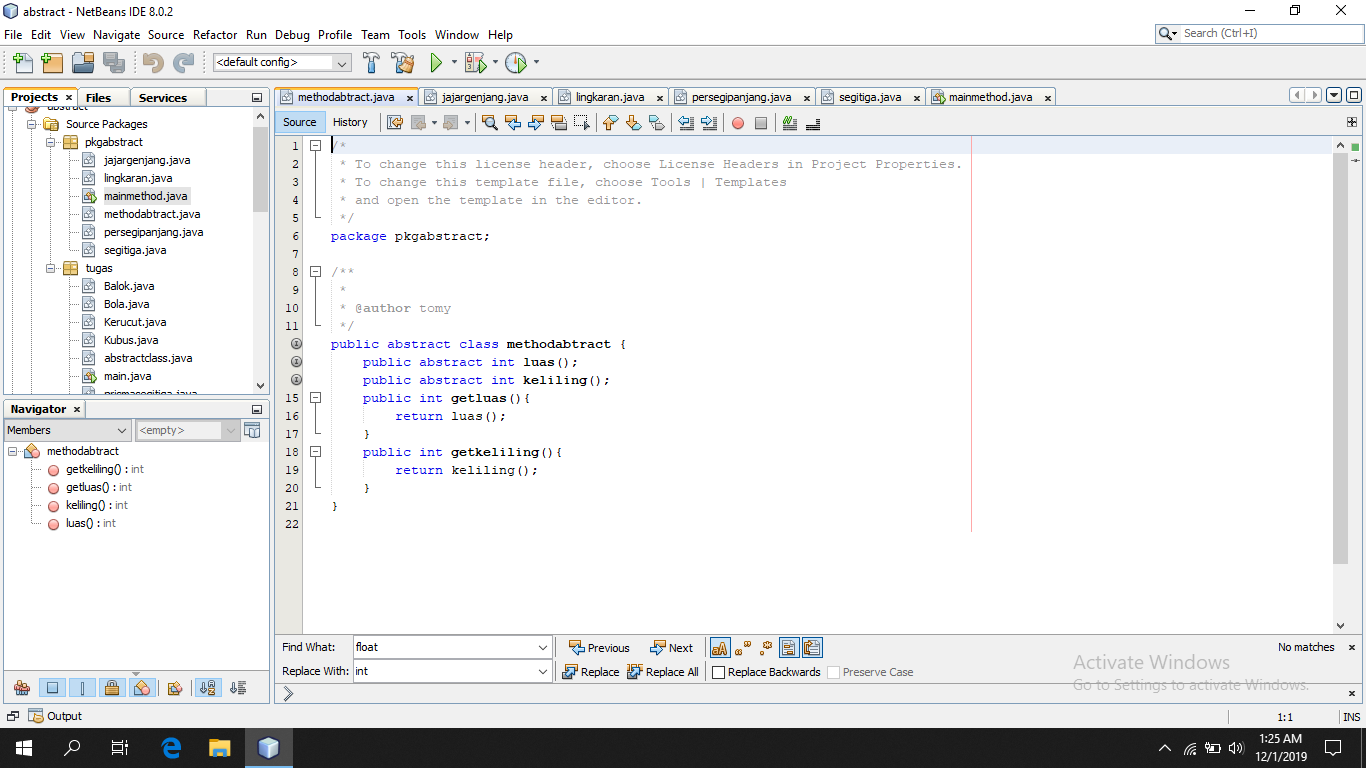 abstract - NetBeans IDE 8.0.2
File Edit View Navigate Source Refactor Run Debug Profile Team Tools Window Help
Search (Ctrl+I)
<default config>
Projects Files Services
abstract
Source Packages
pkgabstract
jajargenjang.java
lingkaran.java
mainmethod.java
methodabtract.java
persegipanjang.java
segitiga.java
tugas
Balok.java
Bola.java
Kerucut.java
Kubus.java
abstractclass.java
main.java
prismasegitiga.java
Navigator
Members <empty>
methodabtract
getkeliling() : int
getluas() : int
keliling() : int
luas() : int
methodabtract.java jajargenjang.java lingkaran.java persegipanjang.java segitiga.java mainmethod.java
Source History
1 /*
2 * To change this license header, choose License Headers in Project Properties.
3 * To change this template file, choose Tools | Templates
4 * and open the template in the editor.
5 */
6 package pkgabstract;
7
8 /**
9 *
10 * @author tomy
11 */
public abstract class methodabtract {
public abstract int luas();
public abstract int keliling();
15 public int getluas(){
16 return luas();
17 }
18 public int getkeliling(){
19 return keliling();
20 }
21 }
22
Find What: float Previous Next No matches
Replace With: int Replace Replace All Replace Backwards Preserve Case
Activate Windows
Go to Settings to activate Windows.
Output
1:1 INS
1:25 AM
12/1/2019